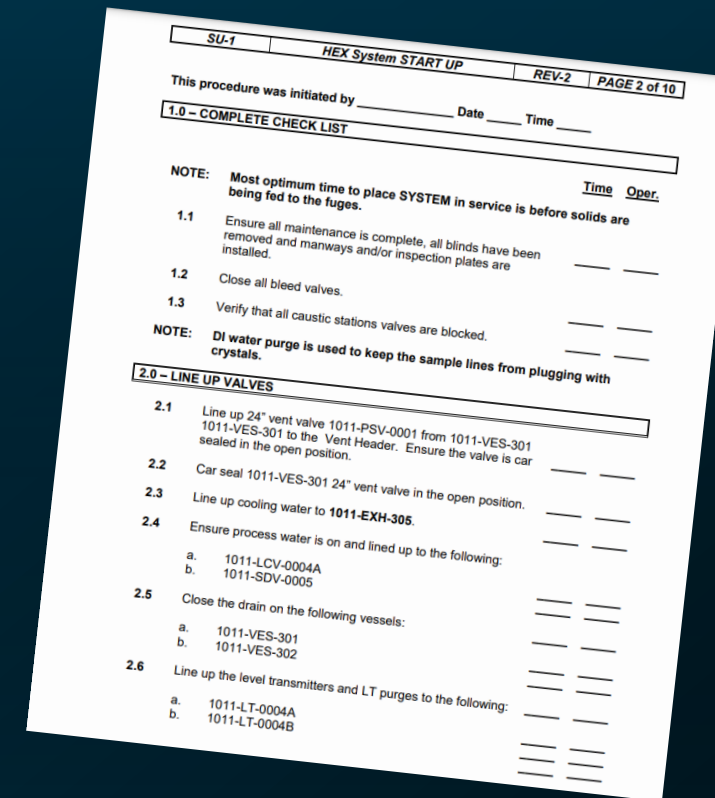 SU-1 HEX System START UP REV-2 PAGE 2 of 10
This procedure was initiated by ____________ Date _____ Time _____
1.0 – COMPLETE CHECK LIST
Time Oper.
NOTE: Most optimum time to place SYSTEM in service is before solids are
being fed to the fuges.
1.1 Ensure all maintenance is complete, all blinds have been
removed and manways and/or inspection plates are
installed.
1.2 Close all bleed valves.
1.3 Verify that all caustic stations valves are blocked.
NOTE: DI water purge is used to keep the sample lines from plugging with
crystals.
2.0 – LINE UP VALVES
2.1 Line up 24" vent valve 1011-PSV-0001 from 1011-VES-301
1011-VES-301 to the Vent Header. Ensure the valve is car
sealed in the open position.
2.2 Car seal 1011-VES-301 24" vent valve in the open position.
2.3 Line up cooling water to 1011-EXH-305.
2.4 Ensure process water is on and lined up to the following:
a. 1011-LCV-0004A
b. 1011-SDV-0005
2.5 Close the drain on the following vessels:
a. 1011-VES-301
b. 1011-VES-302
2.6 Line up the level transmitters and LT purges to the following:
a. 1011-LT-0004A
b. 1011-LT-0004B